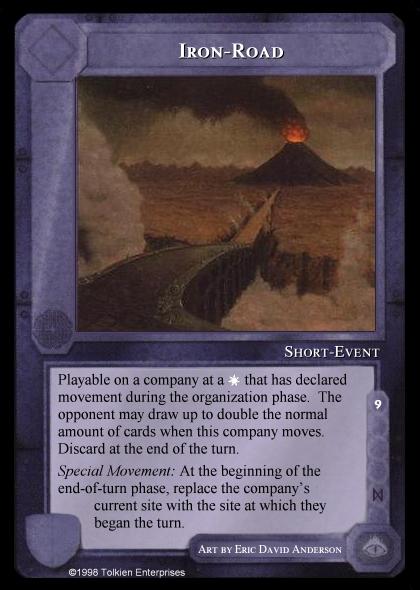 Iron-Road
Short-Event
Playable on a company at a ✷ that has declared
movement during the organization phase. The
opponent may draw up to double the normal
amount of cards when this company moves.
Discard at the end of the turn.
Special Movement: At the beginning of the
end-of-turn phase, replace the company's
current site with the site at which they
began the turn.
9
Art by Eric David Anderson
©1998 Tolkien Enterprises